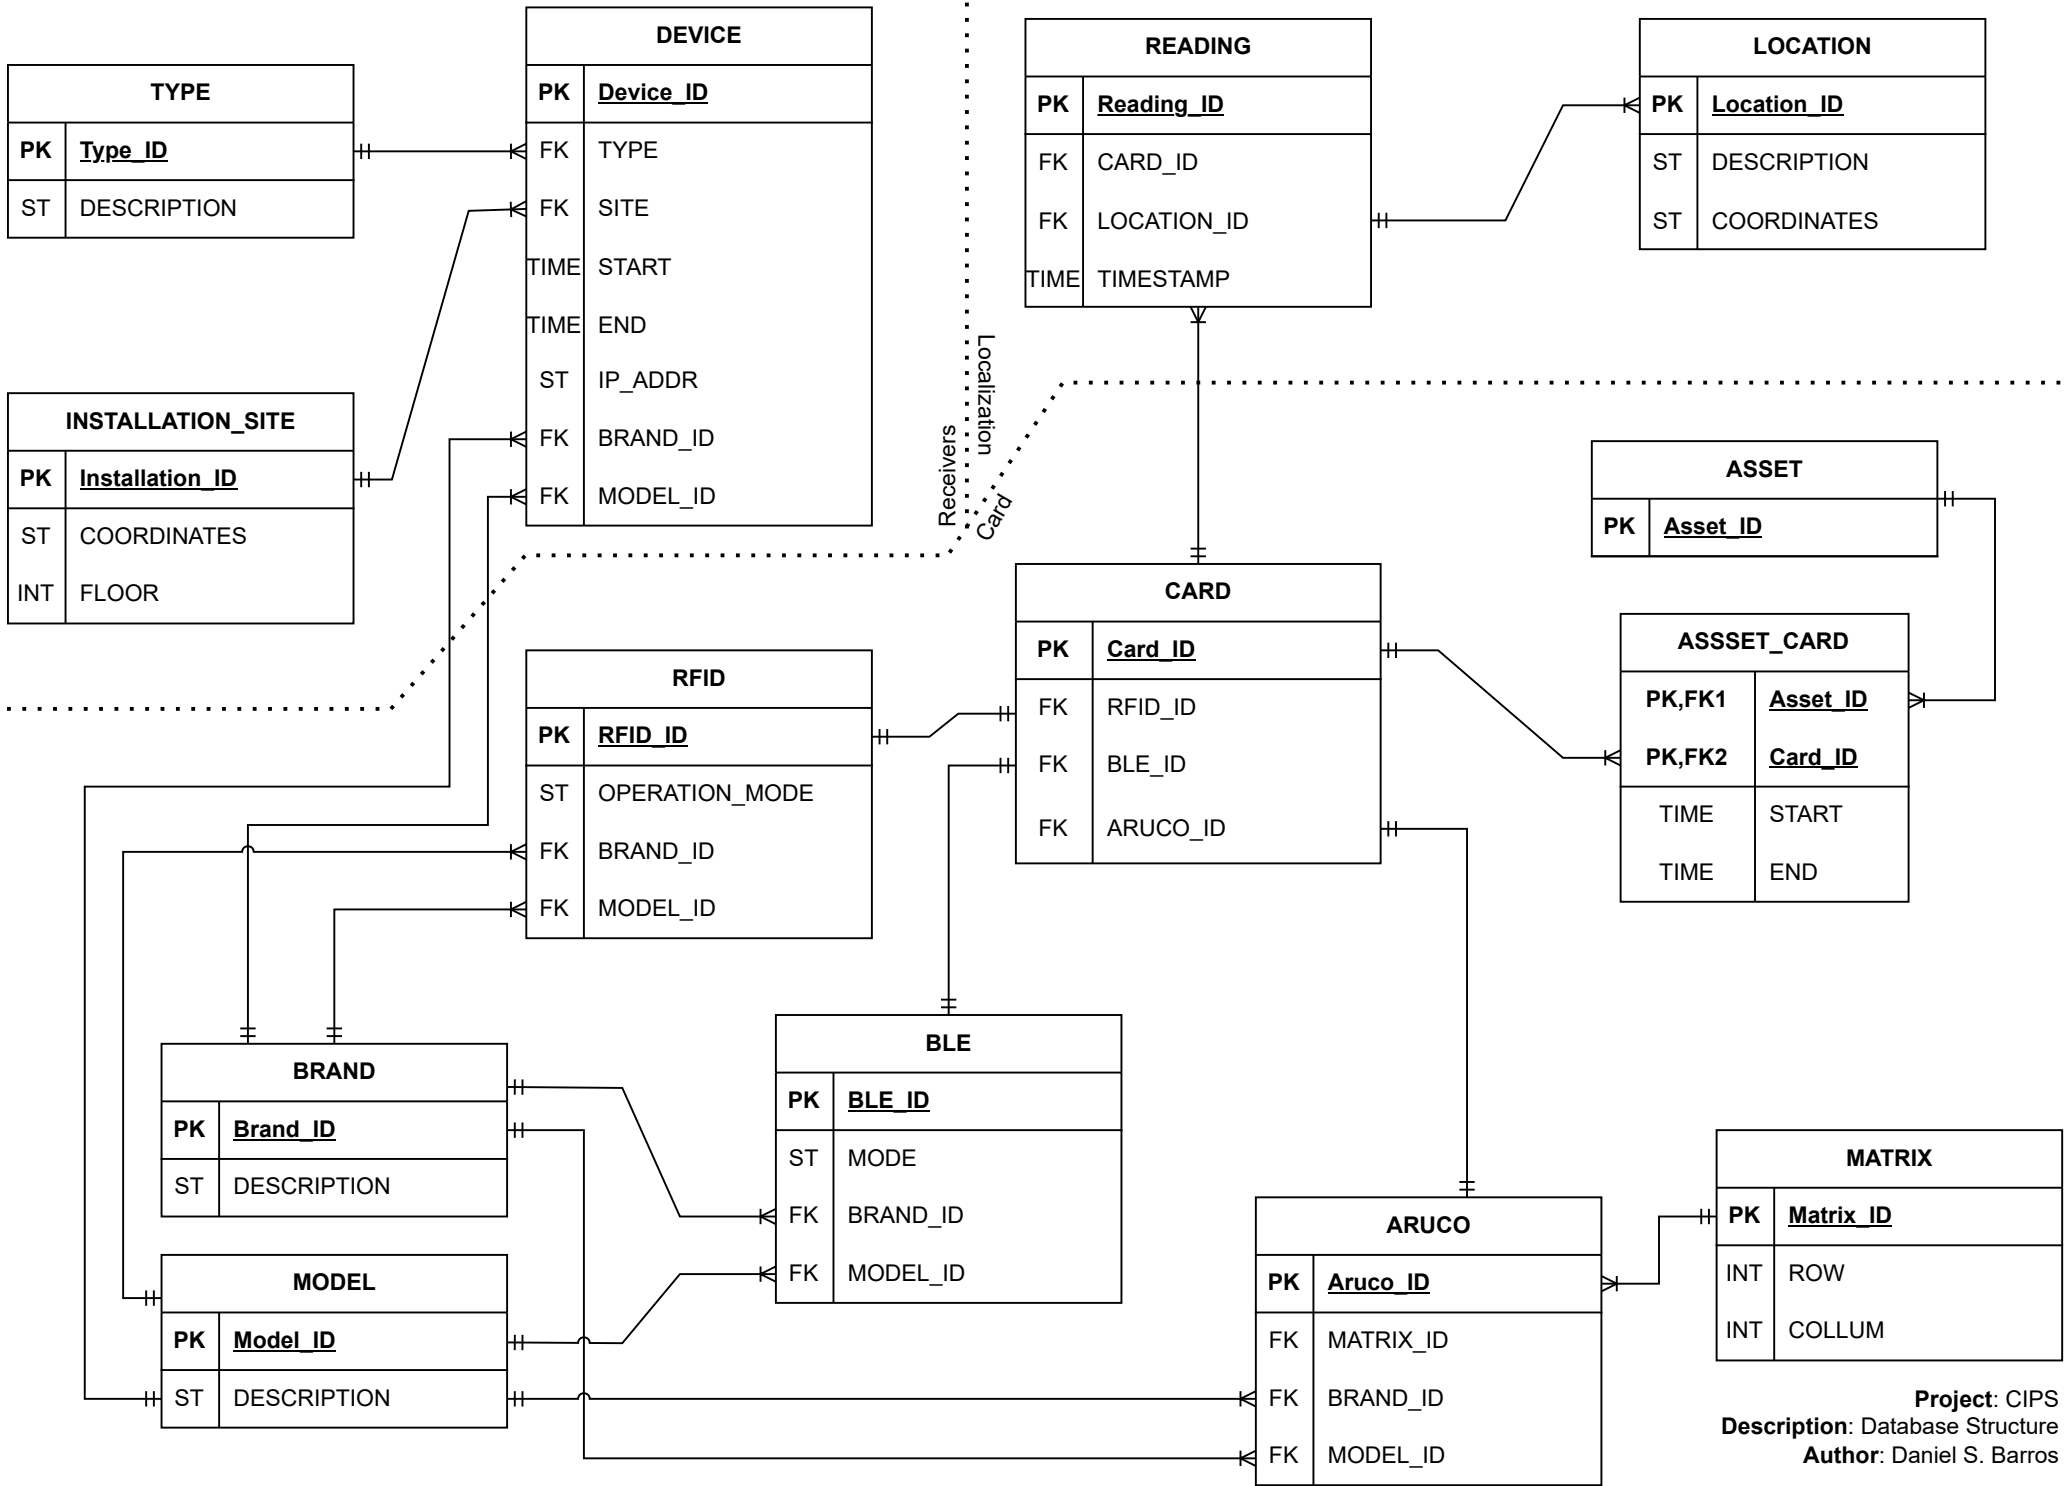 TYPE
PK Type_ID
ST DESCRIPTION
INSTALLATION_SITE
PK Installation_ID
ST COORDINATES
INT FLOOR
DEVICE
PK Device_ID
FK TYPE
FK SITE
TIME START
TIME END
ST IP_ADDR
FK BRAND_ID
FK MODEL_ID
Receivers
Localization
Card
READING
PK Reading_ID
FK CARD_ID
FK LOCATION_ID
TIME TIMESTAMP
LOCATION
PK Location_ID
ST DESCRIPTION
ST COORDINATES
ASSET
PK Asset_ID
ASSSET_CARD
PK,FK1 Asset_ID
PK,FK2 Card_ID
TIME START
TIME END
CARD
PK Card_ID
FK RFID_ID
FK BLE_ID
FK ARUCO_ID
RFID
PK RFID_ID
ST OPERATION_MODE
FK BRAND_ID
FK MODEL_ID
BRAND
PK Brand_ID
ST DESCRIPTION
MODEL
PK Model_ID
ST DESCRIPTION
BLE
PK BLE_ID
ST MODE
FK BRAND_ID
FK MODEL_ID
ARUCO
PK Aruco_ID
FK MATRIX_ID
FK BRAND_ID
FK MODEL_ID
MATRIX
PK Matrix_ID
INT ROW
INT COLLUM
Project: CIPS
Description: Database Structure
Author: Daniel S. Barros